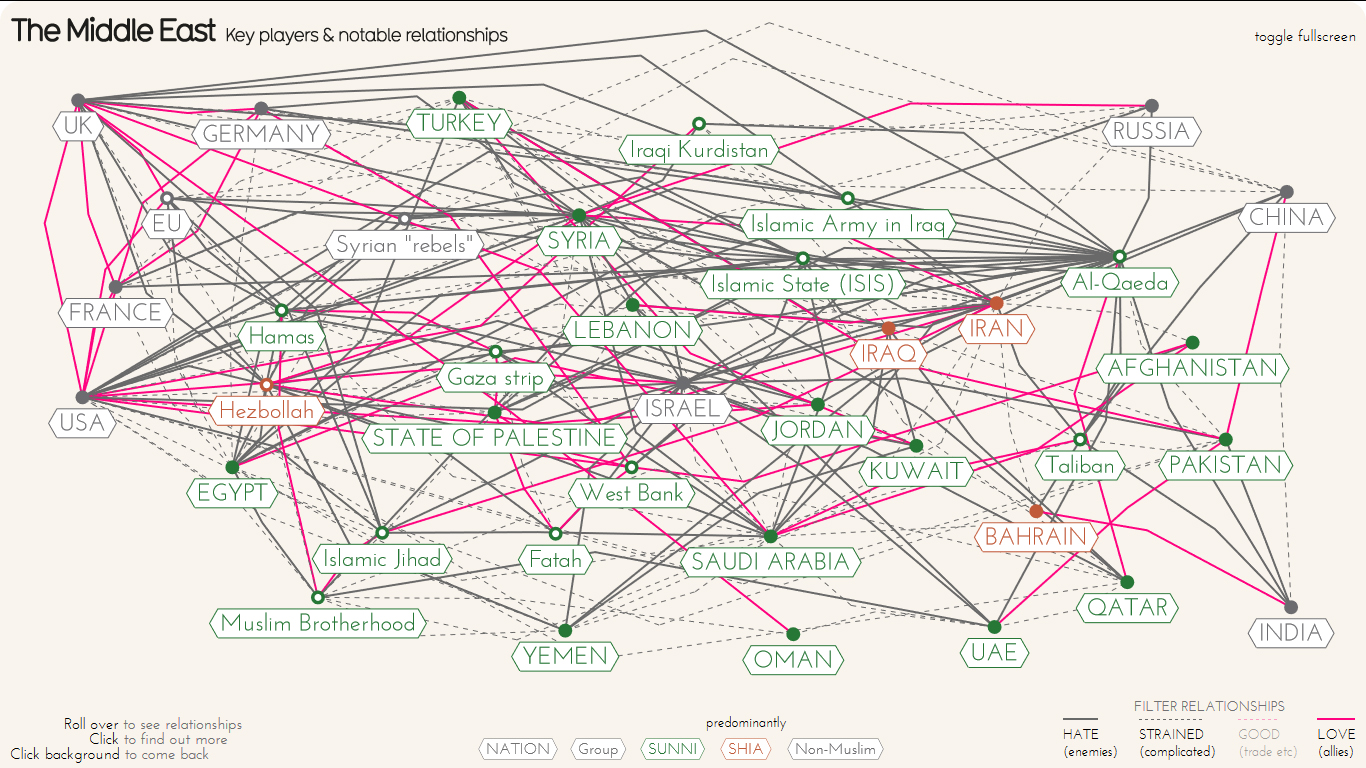 The Middle East Key players & notable relationships
toggle fullscreen
UK
GERMANY
TURKEY
Iraqi Kurdistan
RUSSIA
EU
Syrian "rebels"
SYRIA
Islamic Army in Iraq
CHINA
Islamic State (ISIS)
Al-Qaeda
FRANCE
Hamas
LEBANON
IRAN
IRAQ
AFGHANISTAN
Gaza strip
USA
Hezbollah
ISRAEL
STATE OF PALESTINE
JORDAN
KUWAIT
Taliban
PAKISTAN
EGYPT
West Bank
BAHRAIN
Islamic Jihad
Fatah
SAUDI ARABIA
QATAR
Muslim Brotherhood
INDIA
YEMEN
OMAN
UAE
Roll over to see relationships
Click to find out more
Click background to come back
predominantly
NATION
Group
SUNNI
SHIA
Non-Muslim
FILTER RELATIONSHIPS
HATE
(enemies)
STRAINED
(complicated)
GOOD
(trade etc)
LOVE
(allies)